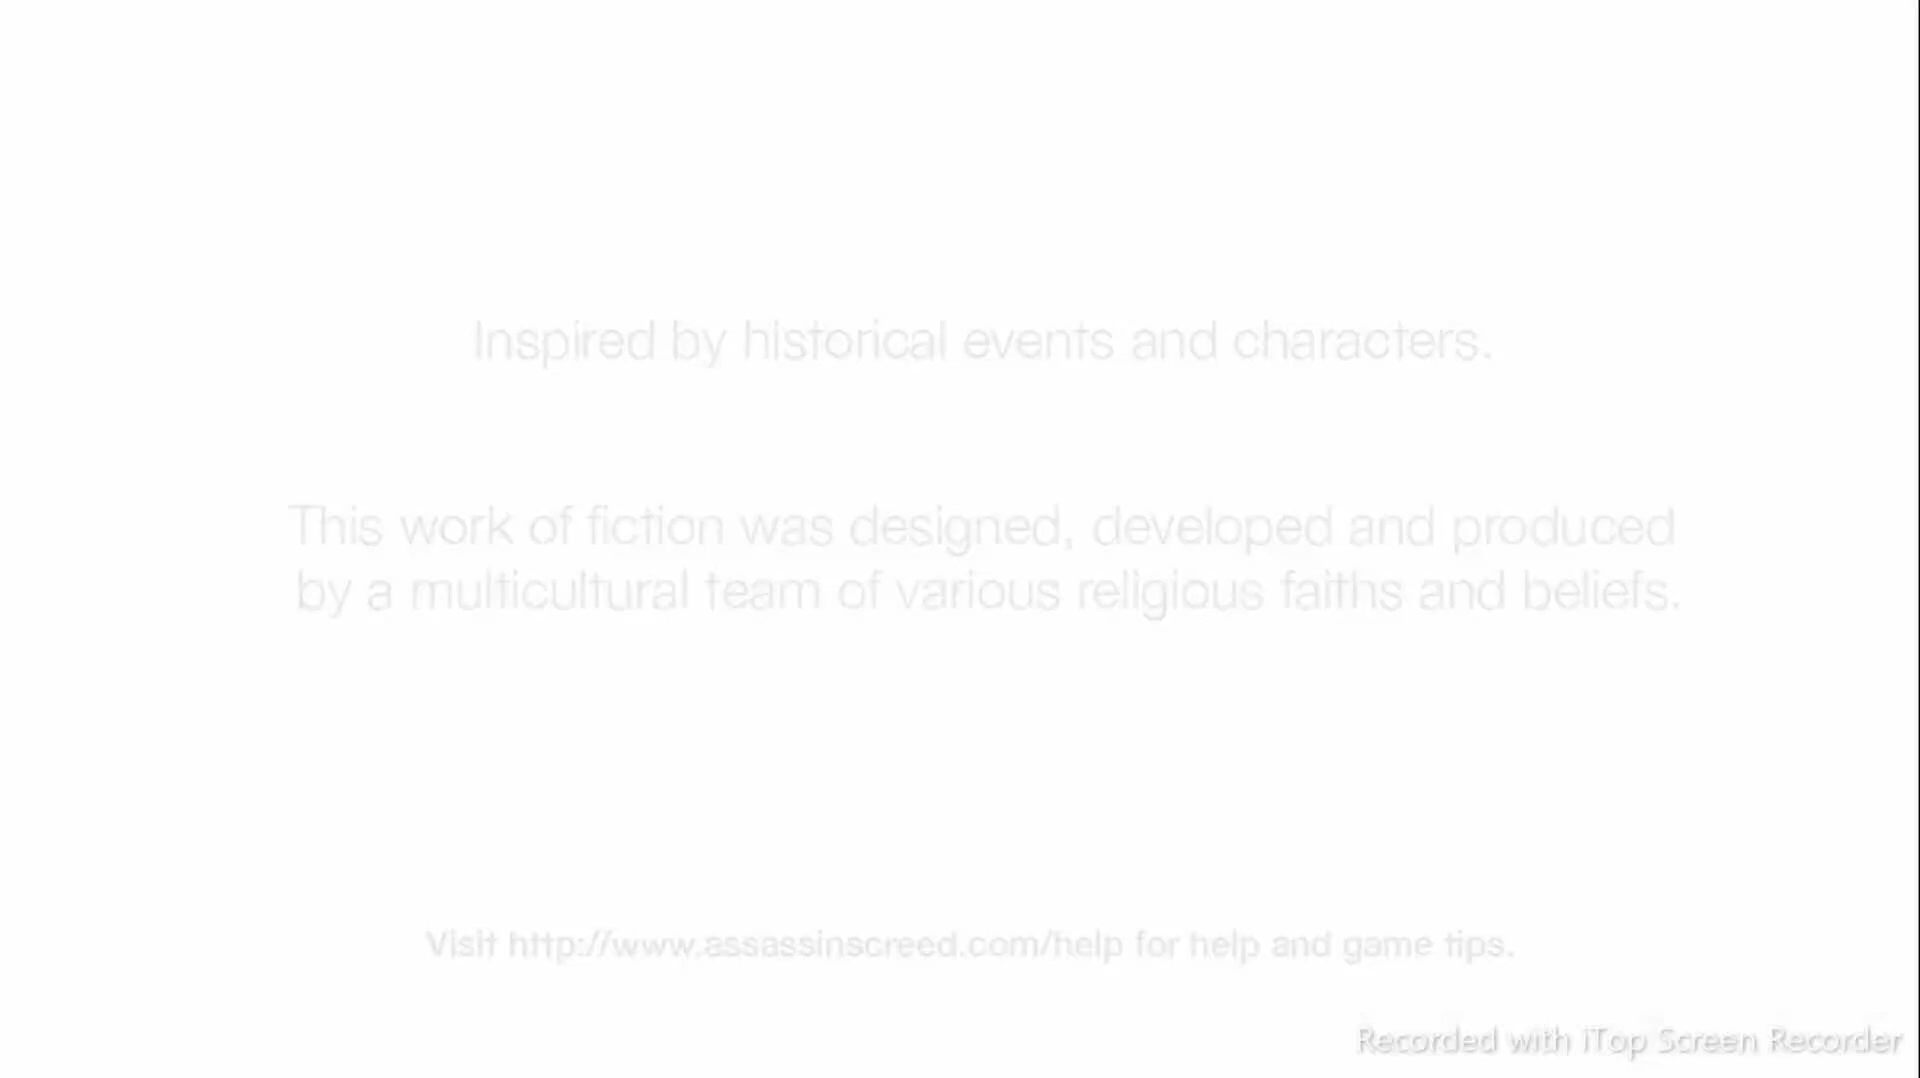 Inspired by historical events and characters.
This work of fiction was designed, developed and produced
by a multicultural team of various religious faiths and beliefs.
Visit http://www.assassinscreed.com/help for help and game tips.
Recorded with iTop Screen Recorder